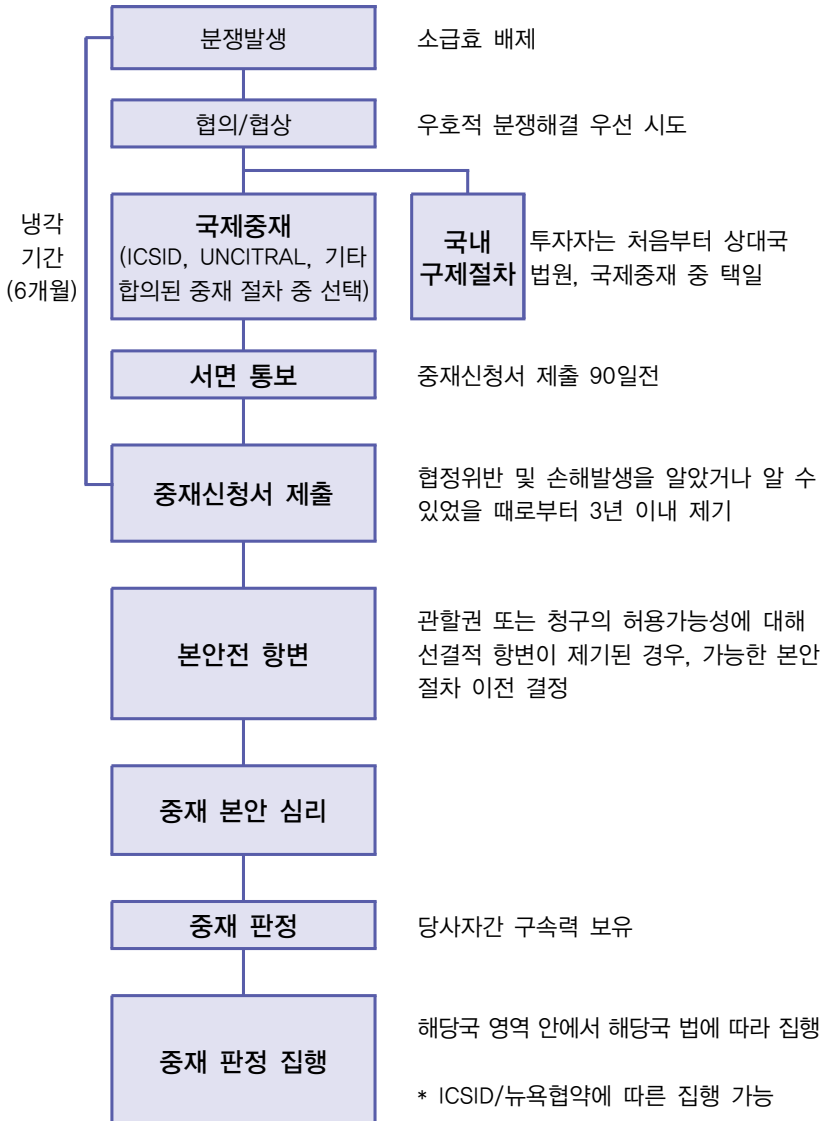 분쟁발생
소급효 배제
협의/협상
우호적 분쟁해결 우선 시도
냉각
기간
(6개월)
국제중재
(ICSID, UNCITRAL, 기타
합의된 중재 절차 중 선택)
국내
구제절차
투자자는 처음부터 상대국
법원, 국제중재 중 택일
서면 통보
중재신청서 제출 90일전
중재신청서 제출
협정위반 및 손해발생을 알았거나 알 수
있었을 때로부터 3년 이내 제기
본안전 항변
관할권 또는 청구의 허용가능성에 대해
선결적 항변이 제기된 경우, 가능한 본안
절차 이전 결정
중재 본안 심리
중재 판정
당사자간 구속력 보유
중재 판정 집행
해당국 영역 안에서 해당국 법에 따라 집행
* ICSID/뉴욕협약에 따른 집행 가능